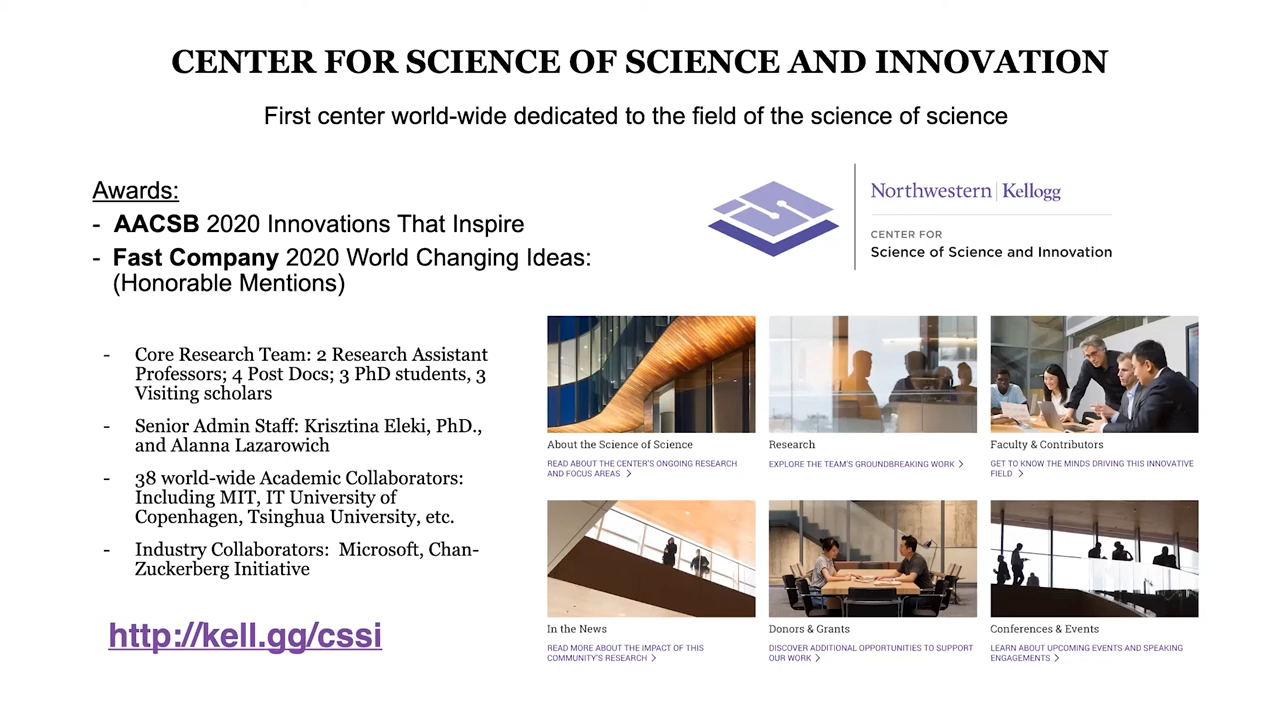 CENTER FOR SCIENCE OF SCIENCE AND INNOVATION
First center world-wide dedicated to the field of the science of science
Awards:
- AACSB 2020 Innovations That Inspire
- Fast Company 2020 World Changing Ideas:
(Honorable Mentions)
Northwestern | Kellogg
CENTER FOR
Science of Science and Innovation
- Core Research Team: 2 Research Assistant
Professors; 4 Post Docs; 3 PhD students, 3
Visiting scholars
- Senior Admin Staff: Krisztina Eleki, PhD.,
and Alanna Lazarowich
- 38 world-wide Academic Collaborators:
Including MIT, IT University of
Copenhagen, Tsinghua University, etc.
- Industry Collaborators:  Microsoft, Chan-
Zuckerberg Initiative
http://kell.gg/cssi
About the Science of Science
READ ABOUT THE CENTER'S ONGOING RESEARCH
AND FOCUS AREAS >
Research
EXPLORE THE TEAM'S GROUNDBREAKING WORK >
Faculty & Contributors
GET TO KNOW THE MINDS DRIVING THIS INNOVATIVE
FIELD >
In the News
READ MORE ABOUT THE IMPACT OF THIS
COMMUNITY'S RESEARCH >
Donors & Grants
DISCOVER ADDITIONAL OPPORTUNITIES TO SUPPORT
OUR WORK >
Conferences & Events
LEARN ABOUT UPCOMING EVENTS AND SPEAKING
ENGAGEMENTS >